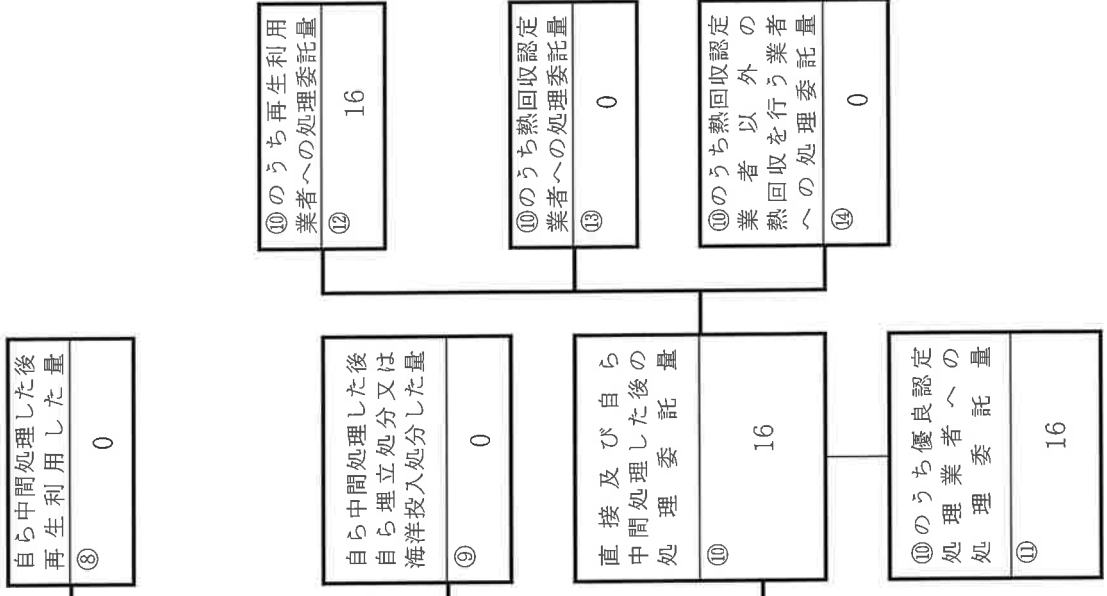 自ら中間処理した後
再生利用した量
⑧
0
自ら中間処理した後
自ら埋立処分又は
海洋投入処分した量
⑨
0
直接及び自ら
中間処理した後の
処理委託量
⑩
16
⑩のうち優良認定
処理業者への
処理委託量
⑪
16
⑩のうち再生利用
業者への処理委託量
⑫
16
⑩のうち熱回収認定
業者への処理委託量
⑬
0
⑩のうち熱回収認定
業者以外の
熱回収を行う業者
への処理委託量
⑭
0